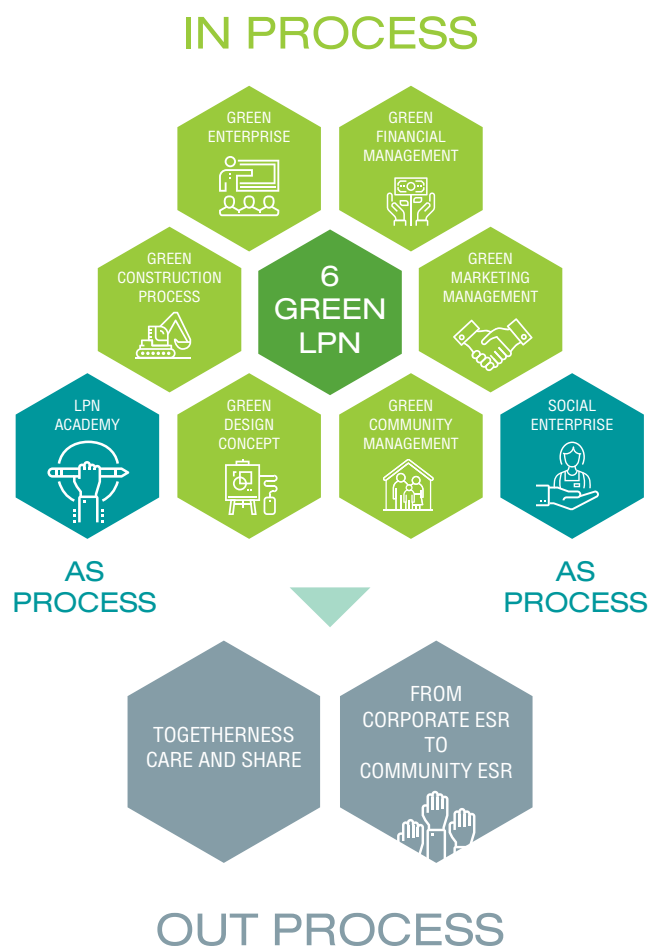 IN PROCESS
GREEN
ENTERPRISE
GREEN
FINANCIAL
MANAGEMENT
GREEN
CONSTRUCTION
PROCESS
6
GREEN
LPN
GREEN
MARKETING
MANAGEMENT
LPN
ACADEMY
GREEN
DESIGN
CONCEPT
GREEN
COMMUNITY
MANAGEMENT
SOCIAL
ENTERPRISE
AS
PROCESS
AS
PROCESS
TOGETHERNESS
CARE AND SHARE
FROM
CORPORATE ESR
TO
COMMUNITY ESR
OUT PROCESS